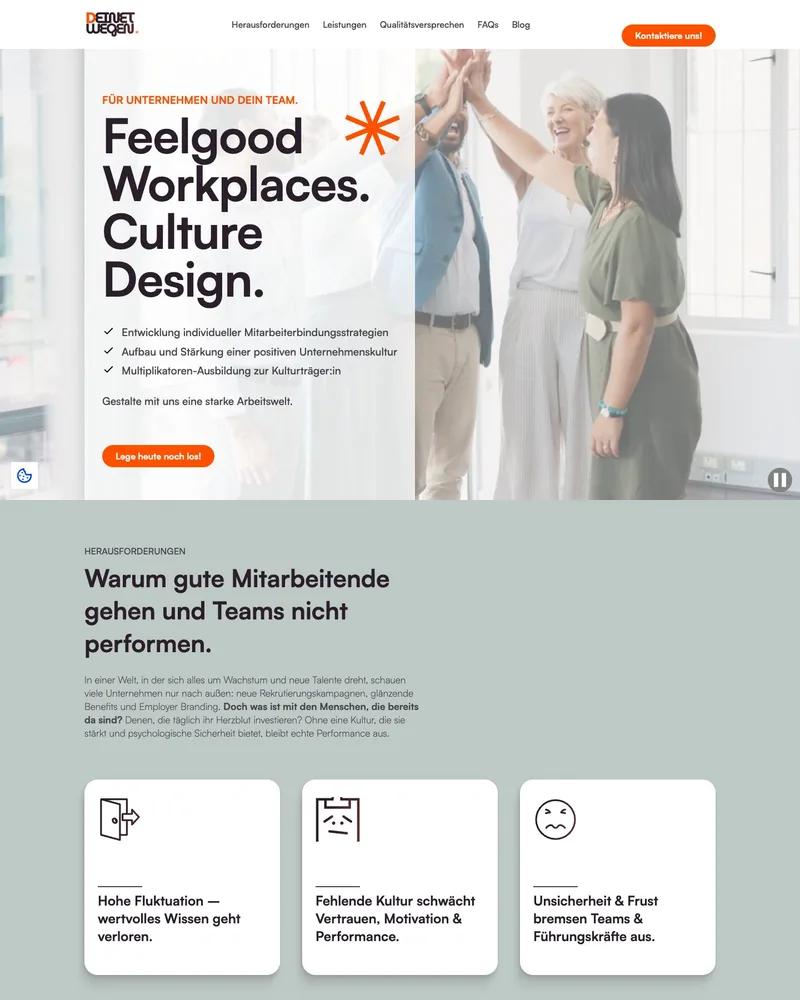 DEINET
WEGEN.
Herausforderungen Leistungen Qualitätsversprechen FAQs Blog
Kontaktiere uns!
FÜR UNTERNEHMEN UND DEIN TEAM.
Feelgood
Workplaces.
Culture
Design.
Entwicklung individueller Mitarbeiterbindungsstrategien
Aufbau und Stärkung einer positiven Unternehmenskultur
Multiplikatoren-Ausbildung zur Kulturträger:in
Gestalte mit uns eine starke Arbeitswelt.
Lege heute noch los!
HERAUSFORDERUNGEN
Warum gute Mitarbeitende
gehen und Teams nicht
performen.
In einer Welt, in der sich alles um Wachstum und neue Talente dreht, schauen
viele Unternehmen nur nach außen: neue Rekrutierungskampagnen, glänzende
Benefits und Employer Branding. Doch was ist mit den Menschen, die bereits
da sind? Denen, die täglich ihr Herzblut investieren? Ohne eine Kultur, die sie
stärkt und psychologische Sicherheit bietet, bleibt echte Performance aus.
Hohe Fluktuation –
wertvolles Wissen geht
verloren.
Fehlende Kultur schwächt
Vertrauen, Motivation &
Performance.
Unsicherheit & Frust
bremsen Teams &
Führungskräfte aus.